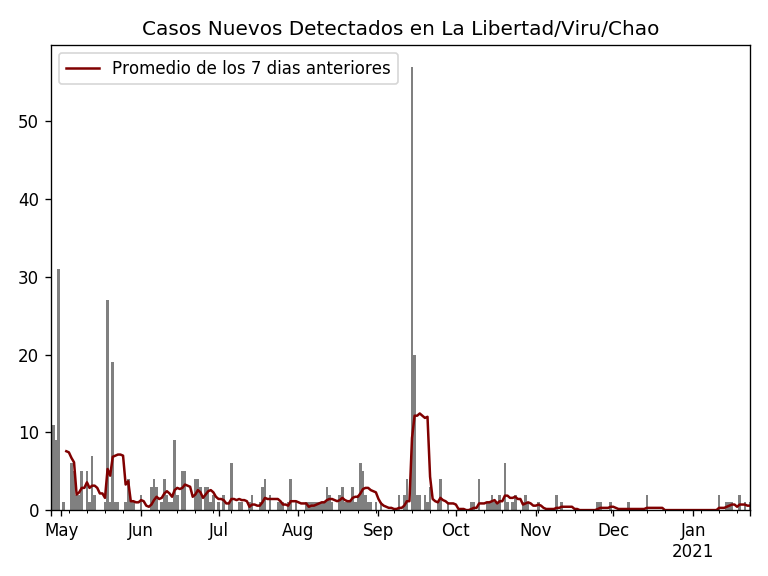 Casos Nuevos Detectados en La Libertad/Viru/Chao
Promedio de los 7 dias anteriores
50
40
30
20
10
0
May Jun Jul Aug Sep Oct Nov Dec Jan
2021